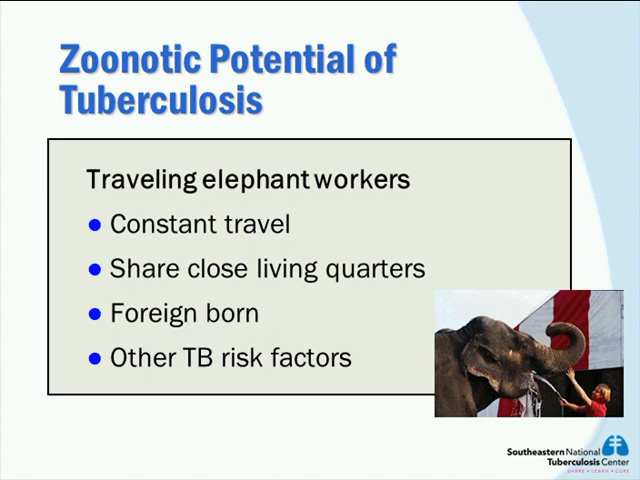 Zoonotic Potential of
Tuberculosis
Traveling elephant workers
● Constant travel
● Share close living quarters
● Foreign born
● Other TB risk factors
Southeastern National
Tuberculosis Center
SHARE • LEARN • CURE